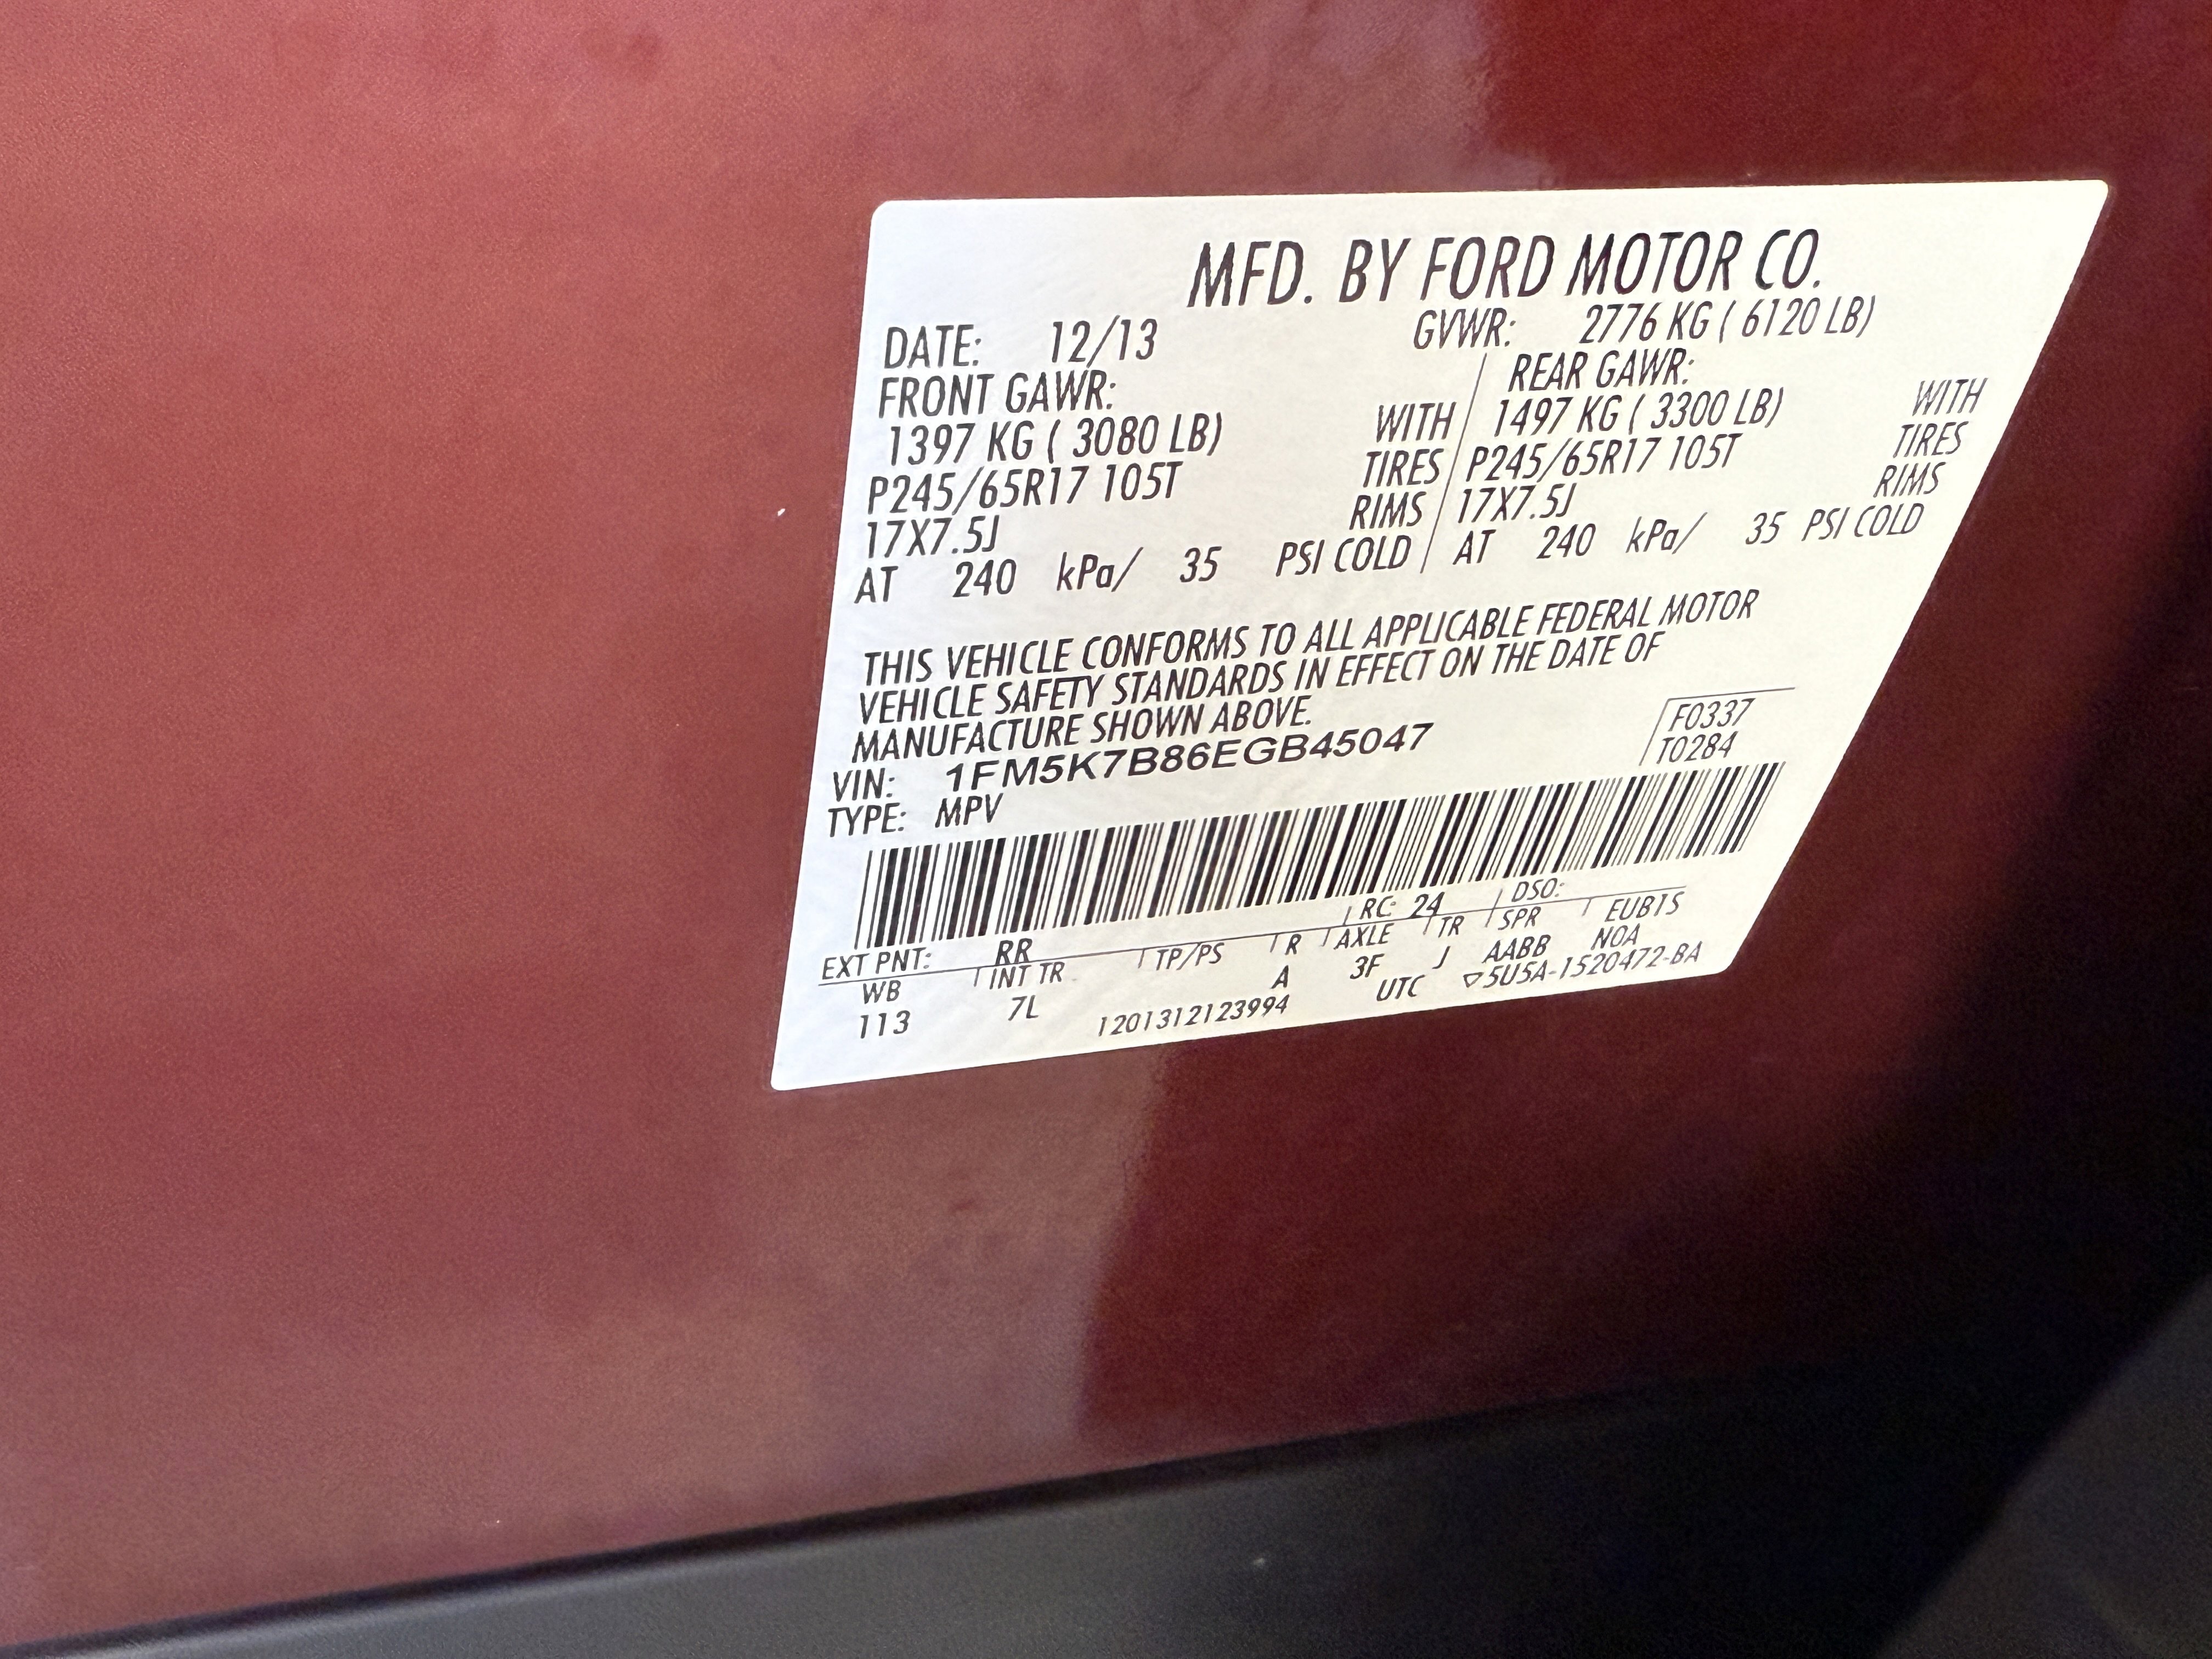 MFD. BY FORD MOTOR CO.
DATE: 12/13 GVWR: 2776 KG ( 6120 LB)
FRONT GAWR: REAR GAWR:
1397 KG ( 3080 LB) WITH 1497 KG ( 3300 LB) WITH
P245/65R17 105T TIRES P245/65R17 105T TIRES
17X7.5J RIMS 17X7.5J RIMS
AT 240 kPa/ 35 PSI COLD AT 240 kPa/ 35 PSI COLD
THIS VEHICLE CONFORMS TO ALL APPLICABLE FEDERAL MOTOR
VEHICLE SAFETY STANDARDS IN EFFECT ON THE DATE OF
MANUFACTURE SHOWN ABOVE.
F0337
VIN: 1FM5K7B86EGB45047
T0284
TYPE: MPV
EXT PNT: RR RC: 24 DSO:
WB INT TR TP/PS R AXLE TR SPR EUBTS
113 7L A 3F J AABB NOA
1201312123994 UTC ▽5U5A-1520472-BA